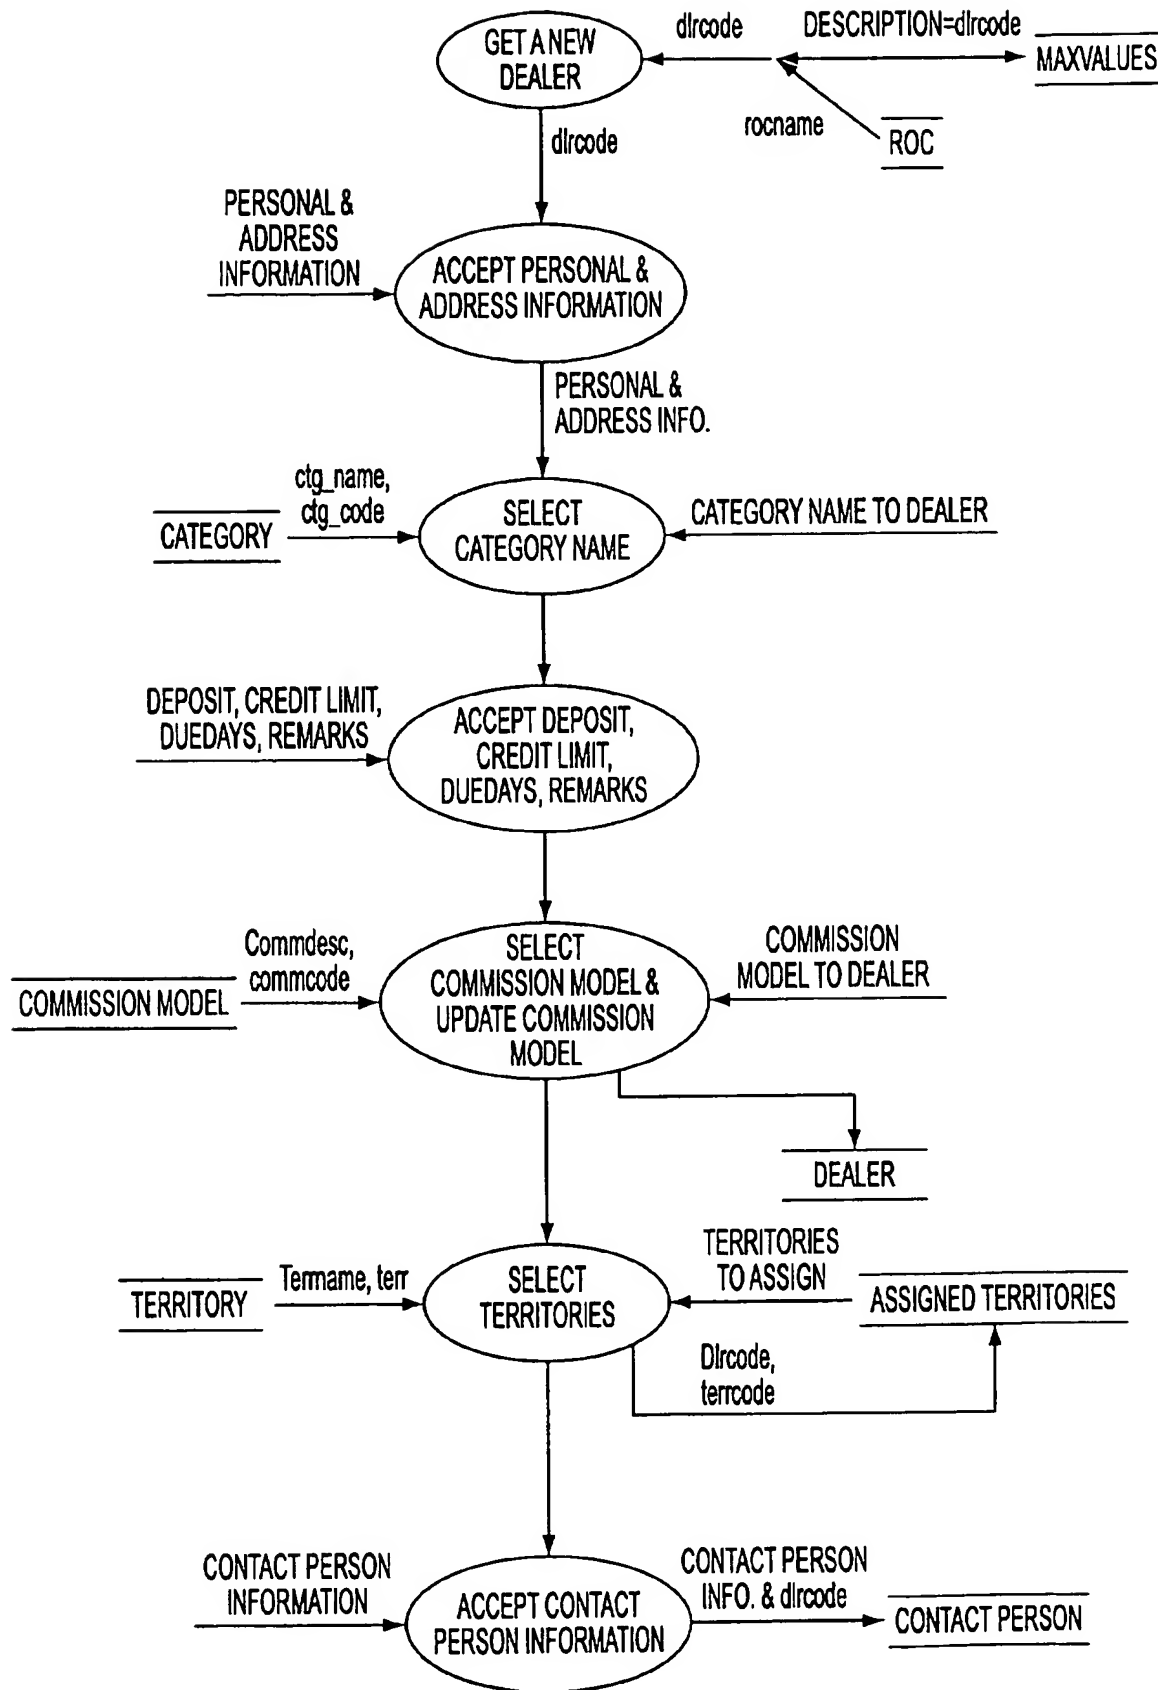 GET A NEW
DEALER
dlrcode
DESCRIPTION=dlrcode
MAXVALUES
rocname
ROC
dlrcode
PERSONAL &
ADDRESS
INFORMATION
ACCEPT PERSONAL &
ADDRESS INFORMATION
PERSONAL &
ADDRESS INFO.
CATEGORY
ctg_name,
ctg_code
SELECT
CATEGORY NAME
CATEGORY NAME TO DEALER
DEPOSIT, CREDIT LIMIT,
DUEDAYS, REMARKS
ACCEPT DEPOSIT,
CREDIT LIMIT,
DUEDAYS, REMARKS
COMMISSION MODEL
Commdesc,
commcode
SELECT
COMMISSION MODEL &
UPDATE COMMISSION
MODEL
COMMISSION
MODEL TO DEALER
DEALER
TERRITORY
Terrname, terr
SELECT
TERRITORIES
TERRITORIES
TO ASSIGN
ASSIGNED TERRITORIES
Dlrcode,
terrcode
CONTACT PERSON
INFORMATION
ACCEPT CONTACT
PERSON INFORMATION
CONTACT PERSON
INFO. & dlrcode
CONTACT PERSON